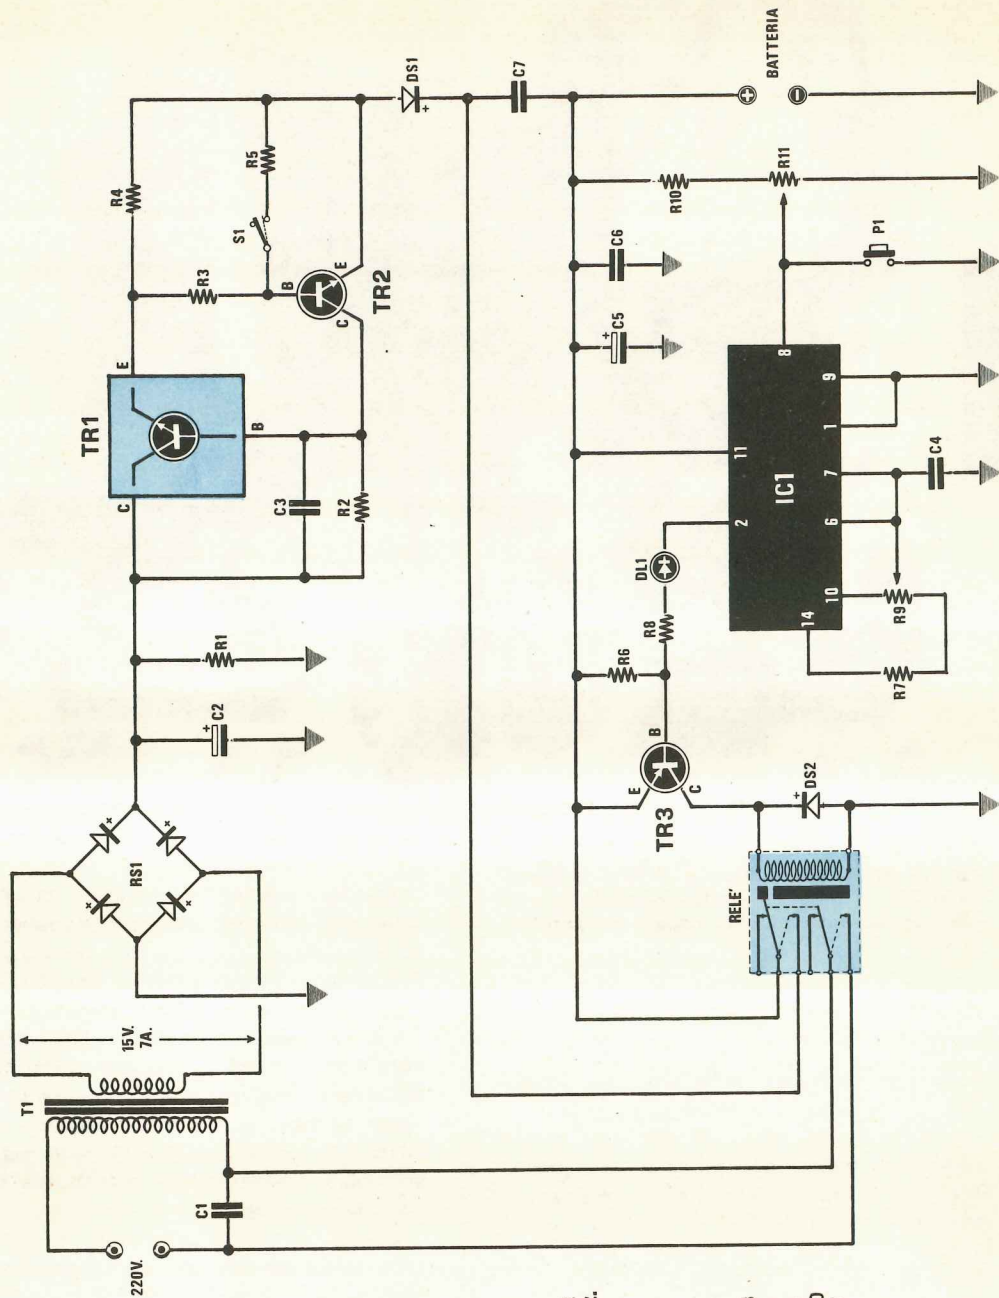 T1
220V.
C1
15V.
7A.
RS1
C2
+
R1
C
TR1
E
B
C3
R2
R3
R4
S1
R5
B
C
E
TR2
DS1
+
C7
BATTERIA
+
-
R10
R11
P1
C6
C5
+
IC1
11
2
8
9
1
7
6
10
14
C4
R9
R7
DL1
R8
R6
B
E
C
TR3
DS2
+
RELE'